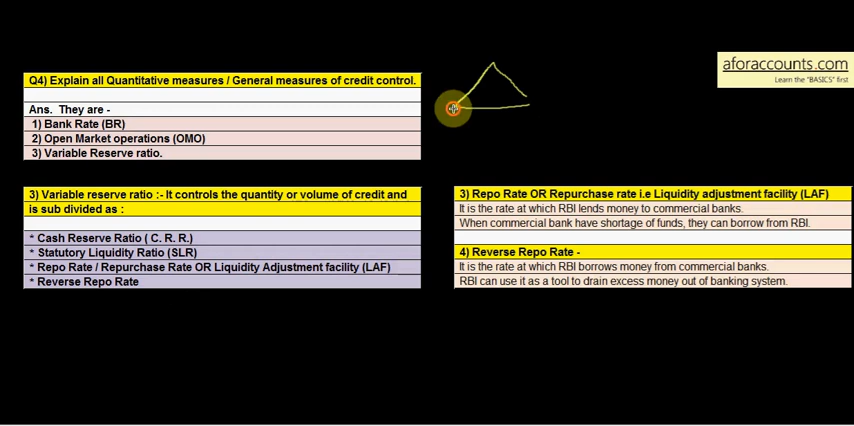 aforaccounts.com
Learn the "BASICS" first
Q4) Explain all Quantitative measures / General measures of credit control.
Ans. They are -
1) Bank Rate (BR)
2) Open Market operations (OMO)
3) Variable Reserve ratio.
3) Variable reserve ratio :- It controls the quantity or volume of credit and
is sub divided as :
* Cash Reserve Ratio ( C. R. R.)
* Statutory Liquidity Ratio (SLR)
* Repo Rate / Repurchase Rate OR Liquidity Adjustment facility (LAF)
* Reverse Repo Rate
3) Repo Rate OR Repurchase rate i.e Liquidity adjustment facility (LAF)
It is the rate at which RBI lends money to commercial banks.
When commercial bank have shortage of funds, they can borrow from RBI.
4) Reverse Repo Rate -
It is the rate at which RBI borrows money from commercial banks.
RBI can use it as a tool to drain excess money out of banking system.